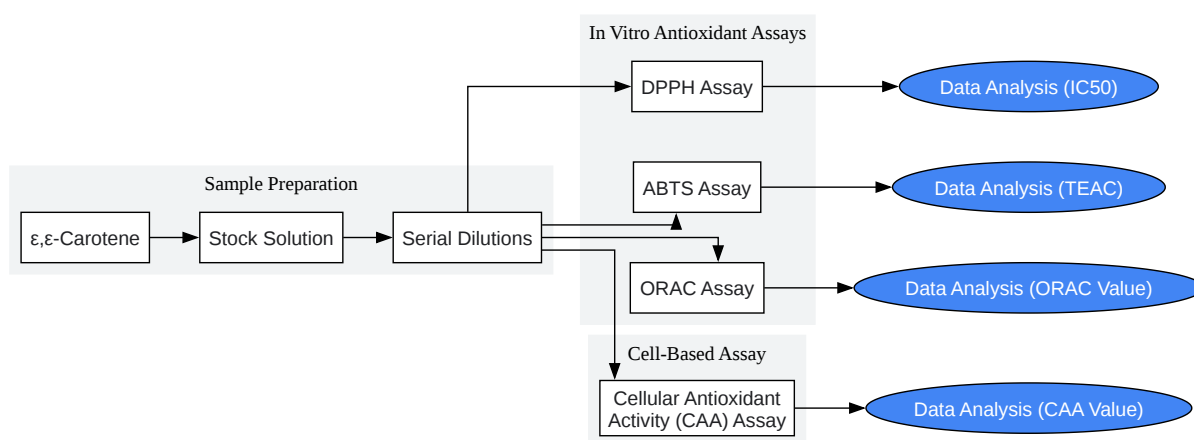 In Vitro Antioxidant Assays
DPPH Assay
Data Analysis (IC50)
Sample Preparation
ABTS Assay
Data Analysis (TEAC)
ε,ε-Carotene
Stock Solution
Serial Dilutions
ORAC Assay
Data Analysis (ORAC Value)
Cell-Based Assay
Cellular Antioxidant
Activity (CAA) Assay
Data Analysis (CAA Value)